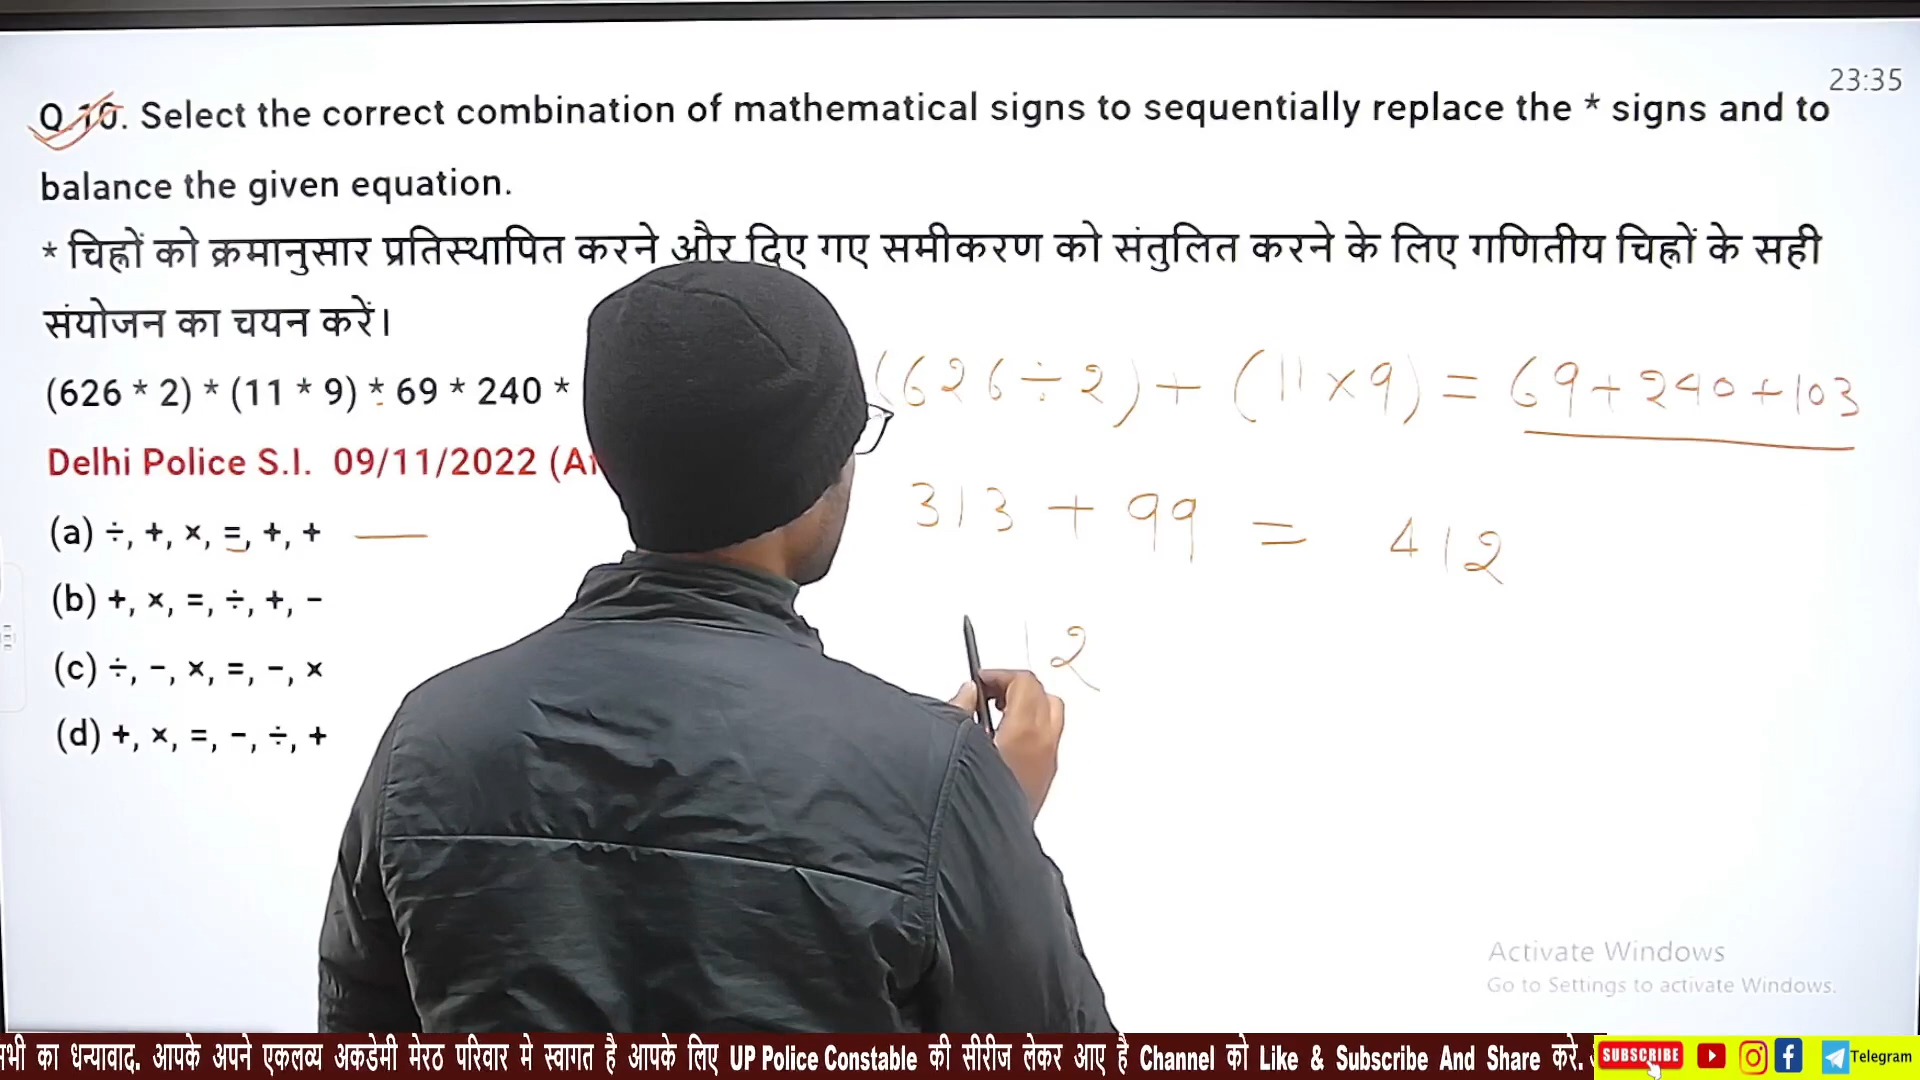 23:35
Q.10. Select the correct combination of mathematical signs to sequentially replace the * signs and to
balance the given equation.
* चिह्नों को क्रमानुसार प्रतिस्थापित करने और दिए गए समीकरण को संतुलित करने के लिए गणितीय चिह्नों के सही
संयोजन का चयन करें।
(626 * 2) * (11 * 9) * 69 * 240 *
(626 ÷ 2) + (11 × 9) = 69 + 240 + 103
Delhi Police S.I. 09/11/2022
313 + 99 = 412
(a) ÷, +, ×, =, +, +
(b) +, ×, =, ÷, +, −
12
(c) ÷, −, ×, =, −, ×
(d) +, ×, =, −, ÷, +
Activate Windows
Go to Settings to activate Windows.
का धन्यावाद. आपके अपने एकलव्य अकडेमी मेरठ परिवार मे स्वागत है आपके लिए UP Police Constable की सीरीज लेकर आए है Channel को Like & Subscribe And Share करे.
SUBSCRIBE
Telegram